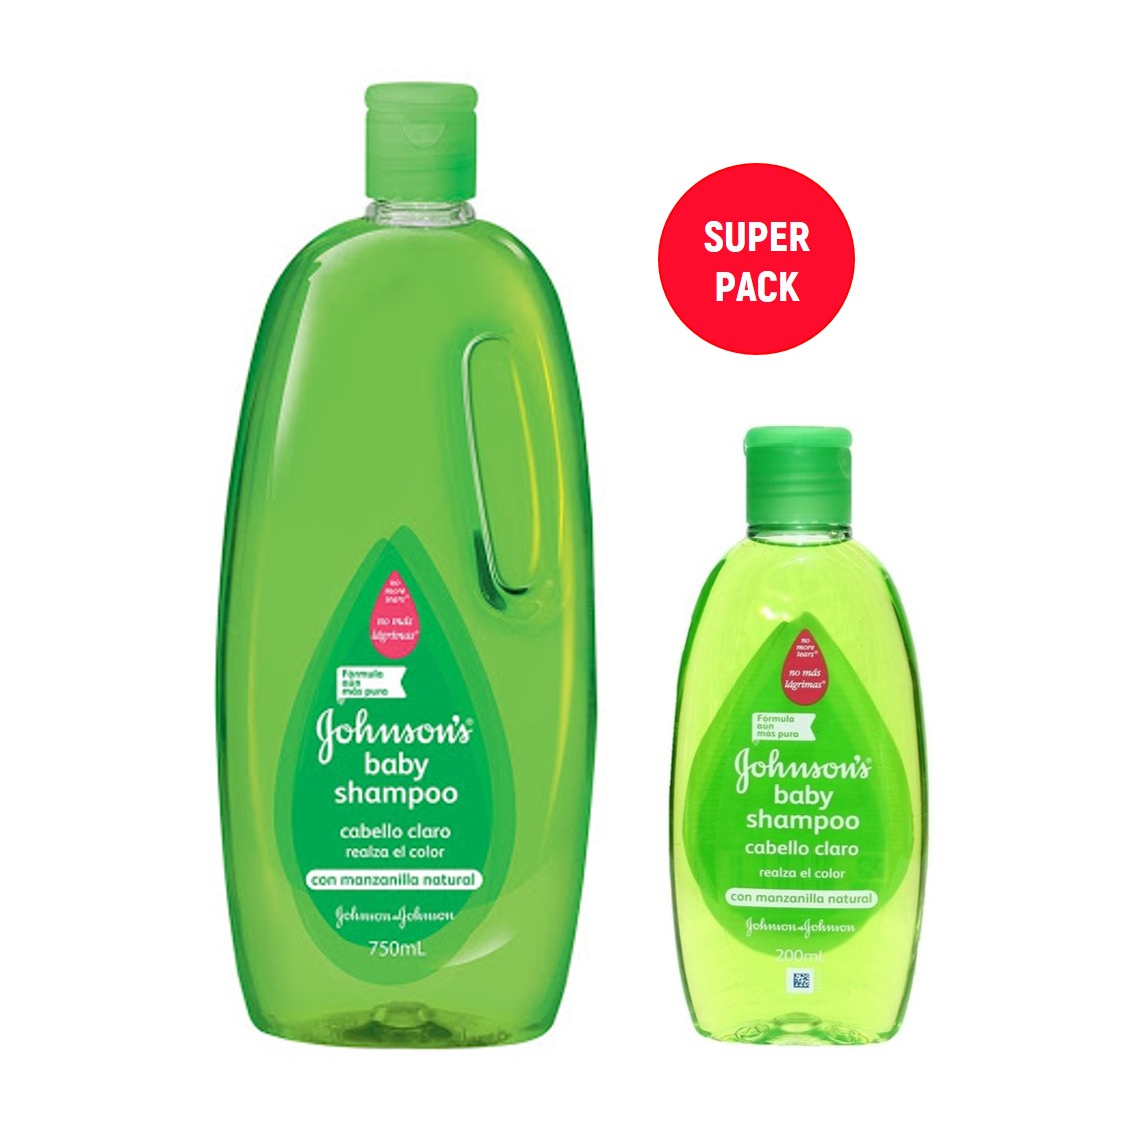 SUPER
PACK
no
more
tears®
no más
lágrimas®
Fórmula
aún
más pura
Johnson's®
baby
shampoo
cabello claro
realza el color
con manzanilla natural
Johnson & Johnson
750mL
no
more
tears®
no más
lágrimas®
Fórmula
aún
más pura
Johnson's®
baby
shampoo
cabello claro
realza el color
con manzanilla natural
Johnson & Johnson
200mL